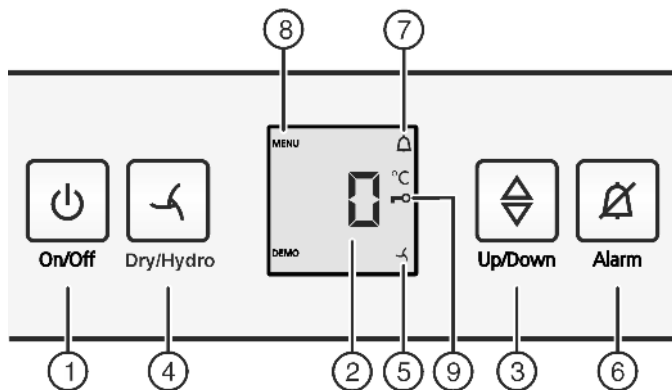 8 7
MENU
°C
0
DEMO
On/Off Dry/Hydro Up/Down Alarm
1 4 2 5 9 3 6